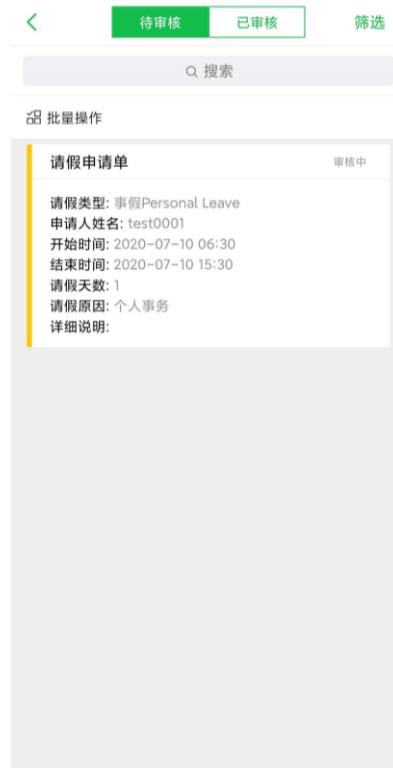 待审核 已审核 筛选
搜索
批量操作
请假申请单 审核中
请假类型: 事假Personal Leave
申请人姓名: test0001
开始时间: 2020-07-10 06:30
结束时间: 2020-07-10 15:30
请假天数: 1
请假原因: 个人事务
详细说明: